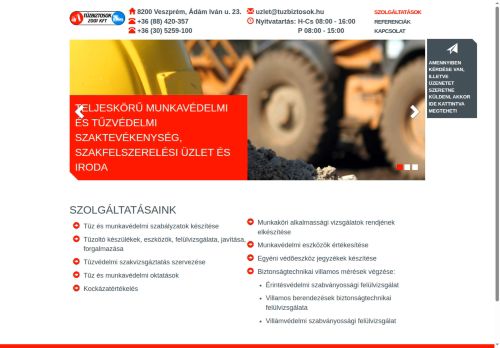 TŰZBIZTOSOK
2001 KFT
8200 Veszprém, Ádám Iván u. 23.
+36 (88) 420-357
+36 (30) 5259-100
uzlet@tuzbiztosok.hu
Nyitvatartás: H-Cs 08:00 - 16:00
P 08:00 - 15:00
SZOLGÁLTATÁSOK
REFERENCIÁK
KAPCSOLAT
AMENNYIBEN
KÉRDÉSE VAN,
ILLETVE
ÜZENETET
SZERETNE
KÜLDENI, AKKOR
IDE KATTINTVA
MEGTEHETI
TELJESKÖRŰ MUNKAVÉDELMI
ÉS TŰZVÉDELMI
SZAKTEVÉKENYSÉG,
SZAKFELSZERELÉSI ÜZLET ÉS
IRODA
SZOLGÁLTATÁSAINK
Tűz és munkavédelmi szabályzatok készítése
Tűzoltó készülékek, eszközök, felülvizsgálata, javítása,
forgalmazása
Tűzvédelmi szakvizsgáztatás szervezése
Tűz és munkavédelmi oktatások
Kockázatértékelés
Munkaköri alkalmassági vizsgálatok rendjének
elkészítése
Munkavédelmi eszközök értékesítése
Egyéni védőeszköz jegyzékek készítése
Biztonságtechnikai villamos mérések végzése:
Érintésvédelmi szabványossági felülvizsgálat
Villamos berendezések biztonságtechnikai
felülvizsgálata
Villámvédelmi szabványossági felülvizsgálat